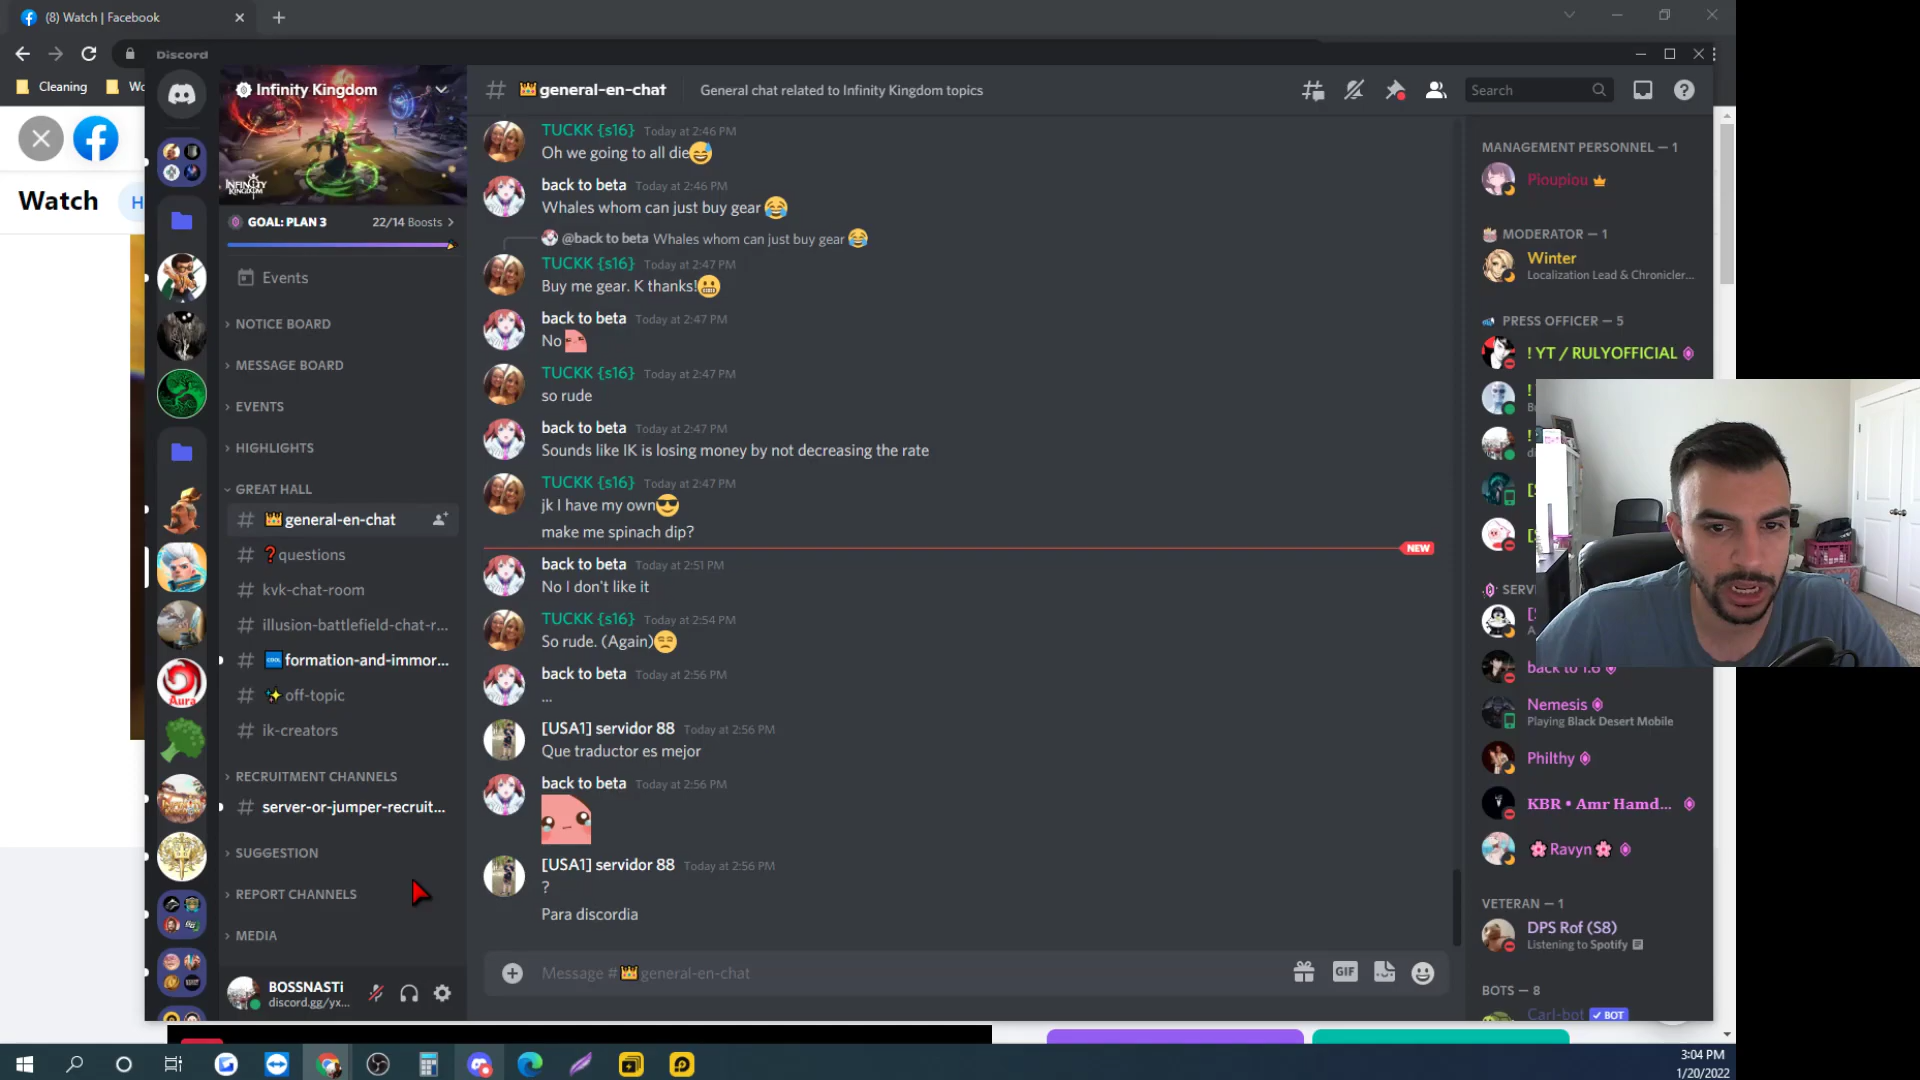 (8) Watch | Facebook
Cleaning
Discord
Watch
Infinity Kingdom
INFINITY
KINGDOM
GOAL: PLAN 3
22/14 Boosts
Events
NOTICE BOARD
MESSAGE BOARD
EVENTS
HIGHLIGHTS
GREAT HALL
general-en-chat
questions
kvk-chat-room
illusion-battlefield-chat-r...
COOL formation-and-immor...
off-topic
ik-creators
RECRUITMENT CHANNELS
server-or-jumper-recruit...
SUGGESTION
REPORT CHANNELS
MEDIA
Aura
BOSSNASTi
discord.gg/yx...
general-en-chat
General chat related to Infinity Kingdom topics
Search
TUCKK {s16} Today at 2:46 PM
Oh we going to all die
back to beta Today at 2:46 PM
Whales whom can just buy gear
@back to beta Whales whom can just buy gear
TUCKK {s16} Today at 2:47 PM
Buy me gear. K thanks!
back to beta Today at 2:47 PM
No
TUCKK {s16} Today at 2:47 PM
so rude
back to beta Today at 2:47 PM
Sounds like IK is losing money by not decreasing the rate
TUCKK {s16} Today at 2:47 PM
jk I have my own
make me spinach dip?
NEW
back to beta Today at 2:51 PM
No I don't like it
TUCKK {s16} Today at 2:54 PM
So rude. (Again)
back to beta Today at 2:56 PM
...
[USA1] servidor 88 Today at 2:56 PM
Que traductor es mejor
back to beta Today at 2:56 PM
[USA1] servidor 88 Today at 2:56 PM
?
Para discordia
Message # general-en-chat
GIF
MANAGEMENT PERSONNEL — 1
Pioupiou
MODERATOR — 1
Winter
Localization Lead & Chronicler...
PRESS OFFICER — 5
! YT / RULYOFFICIAL
back to 1.6
Nemesis
Playing Black Desert Mobile
Philthy
KBR • Amr Hamd...
Ravyn
VETERAN — 1
DPS Rof (S8)
Listening to Spotify
BOTS — 8
Carl-bot BOT
3:04 PM
1/20/2022